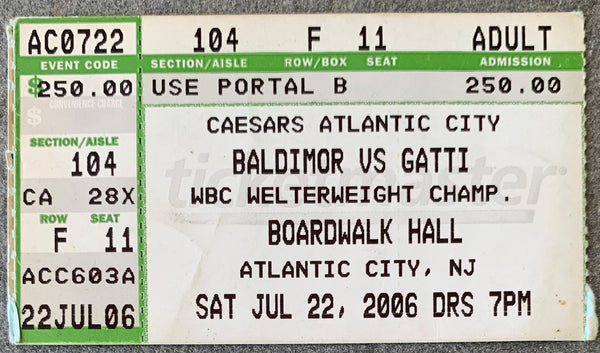 AC0722 104 F 11 ADULT
EVENT CODE SECTION/AISLE ROW/BOX SEAT ADMISSION
$250.00 USE PORTAL B 250.00
$ CONVENIENCE CHARGE
CAESARS ATLANTIC CITY
SECTION/AISLE
104
BALDIMOR VS GATTI
CA 28X
WBC WELTERWEIGHT CHAMP.
ticketmaster
ROW SEAT
F 11
BOARDWALK HALL
ACC603A
ATLANTIC CITY, NJ
22JUL06
SAT JUL 22, 2006 DRS 7PM